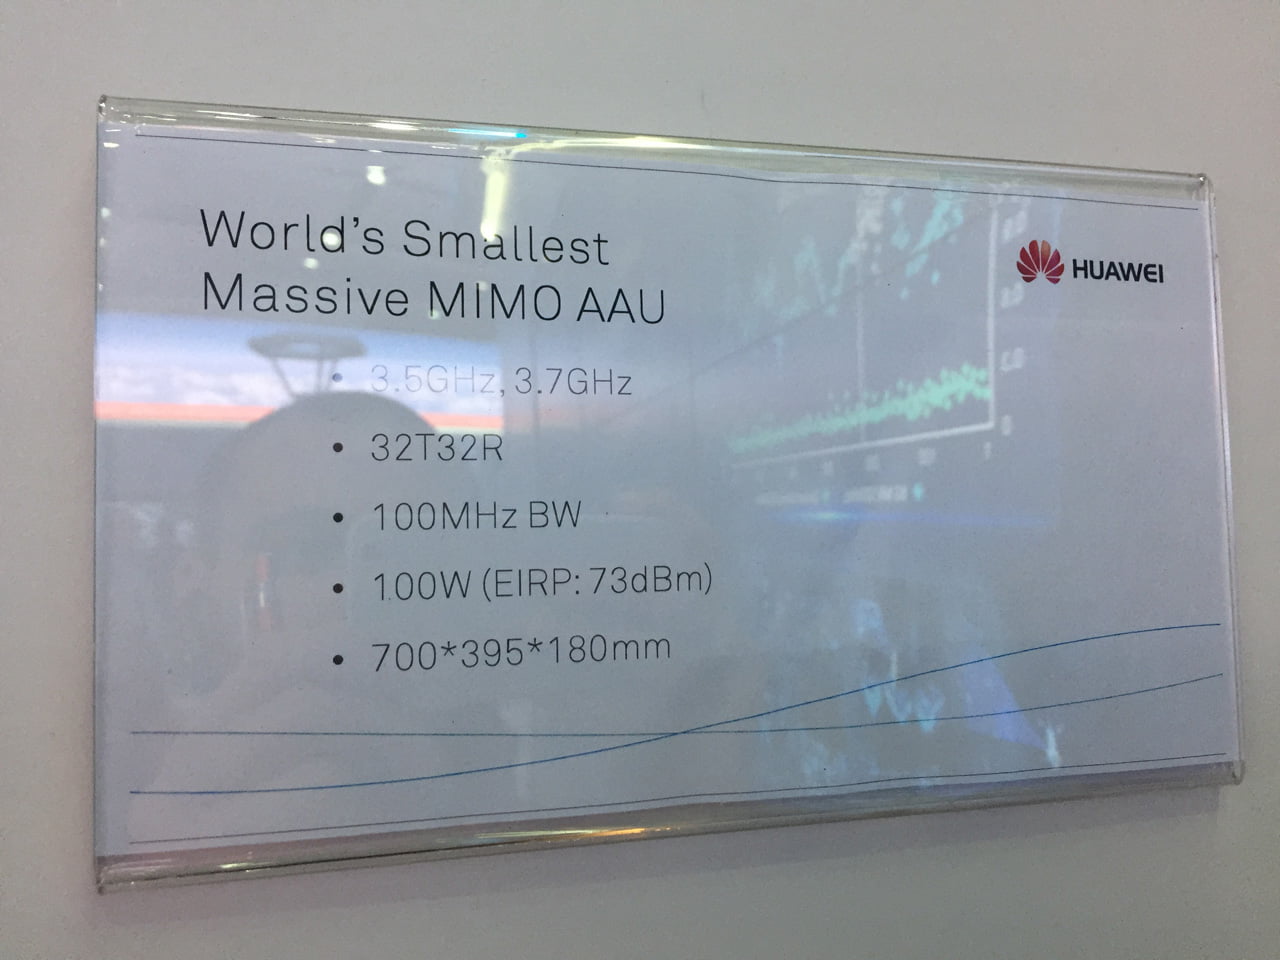 World's Smallest
Massive MIMO AAU
HUAWEI
• 3.5GHz, 3.7GHz
• 32T32R
• 100MHz BW
• 100W (EIRP: 73dBm)
• 700*395*180mm